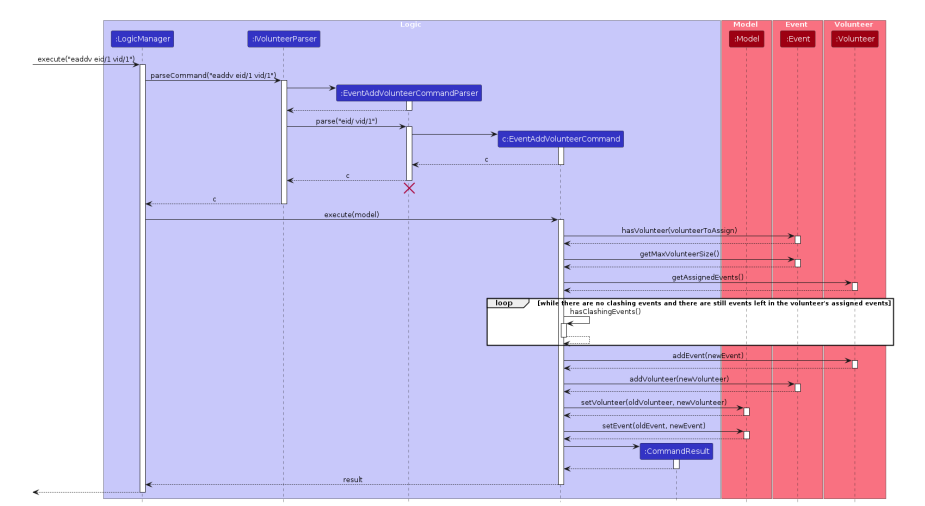 Logic
Model
Event
Volunteer
:LogicManager
:IVolunteerParser
:Model
:Event
:Volunteer
execute("eaddv eid/1 vid/1")
parseCommand("eaddv eid/1 vid/1")
:EventAddVolunteerCommandParser
parse("eid/ vid/1")
c:EventAddVolunteerCommand
c
c
c
execute(model)
hasVolunteer(volunteerToAssign)
getMaxVolunteerSize()
getAssignedEvents()
loop
[while there are no clashing events and there are still events left in the volunteer's assigned events]
hasClashingEvents()
addEvent(newEvent)
addVolunteer(newVolunteer)
setVolunteer(oldVolunteer, newVolunteer)
setEvent(oldEvent, newEvent)
:CommandResult
result